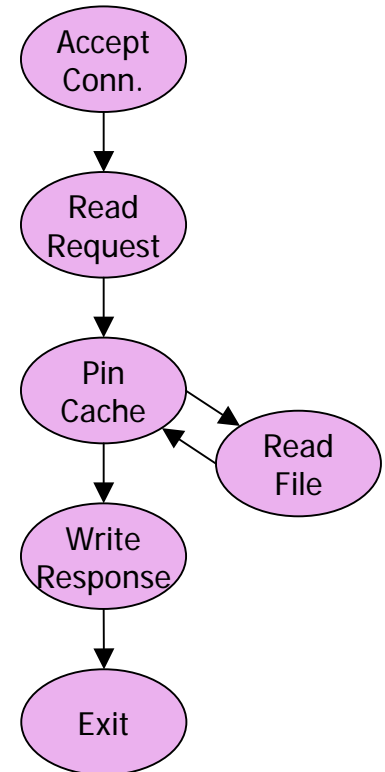 Accept
Conn.
Read
Request
Pin
Cache
Read
File
Write
Response
Exit